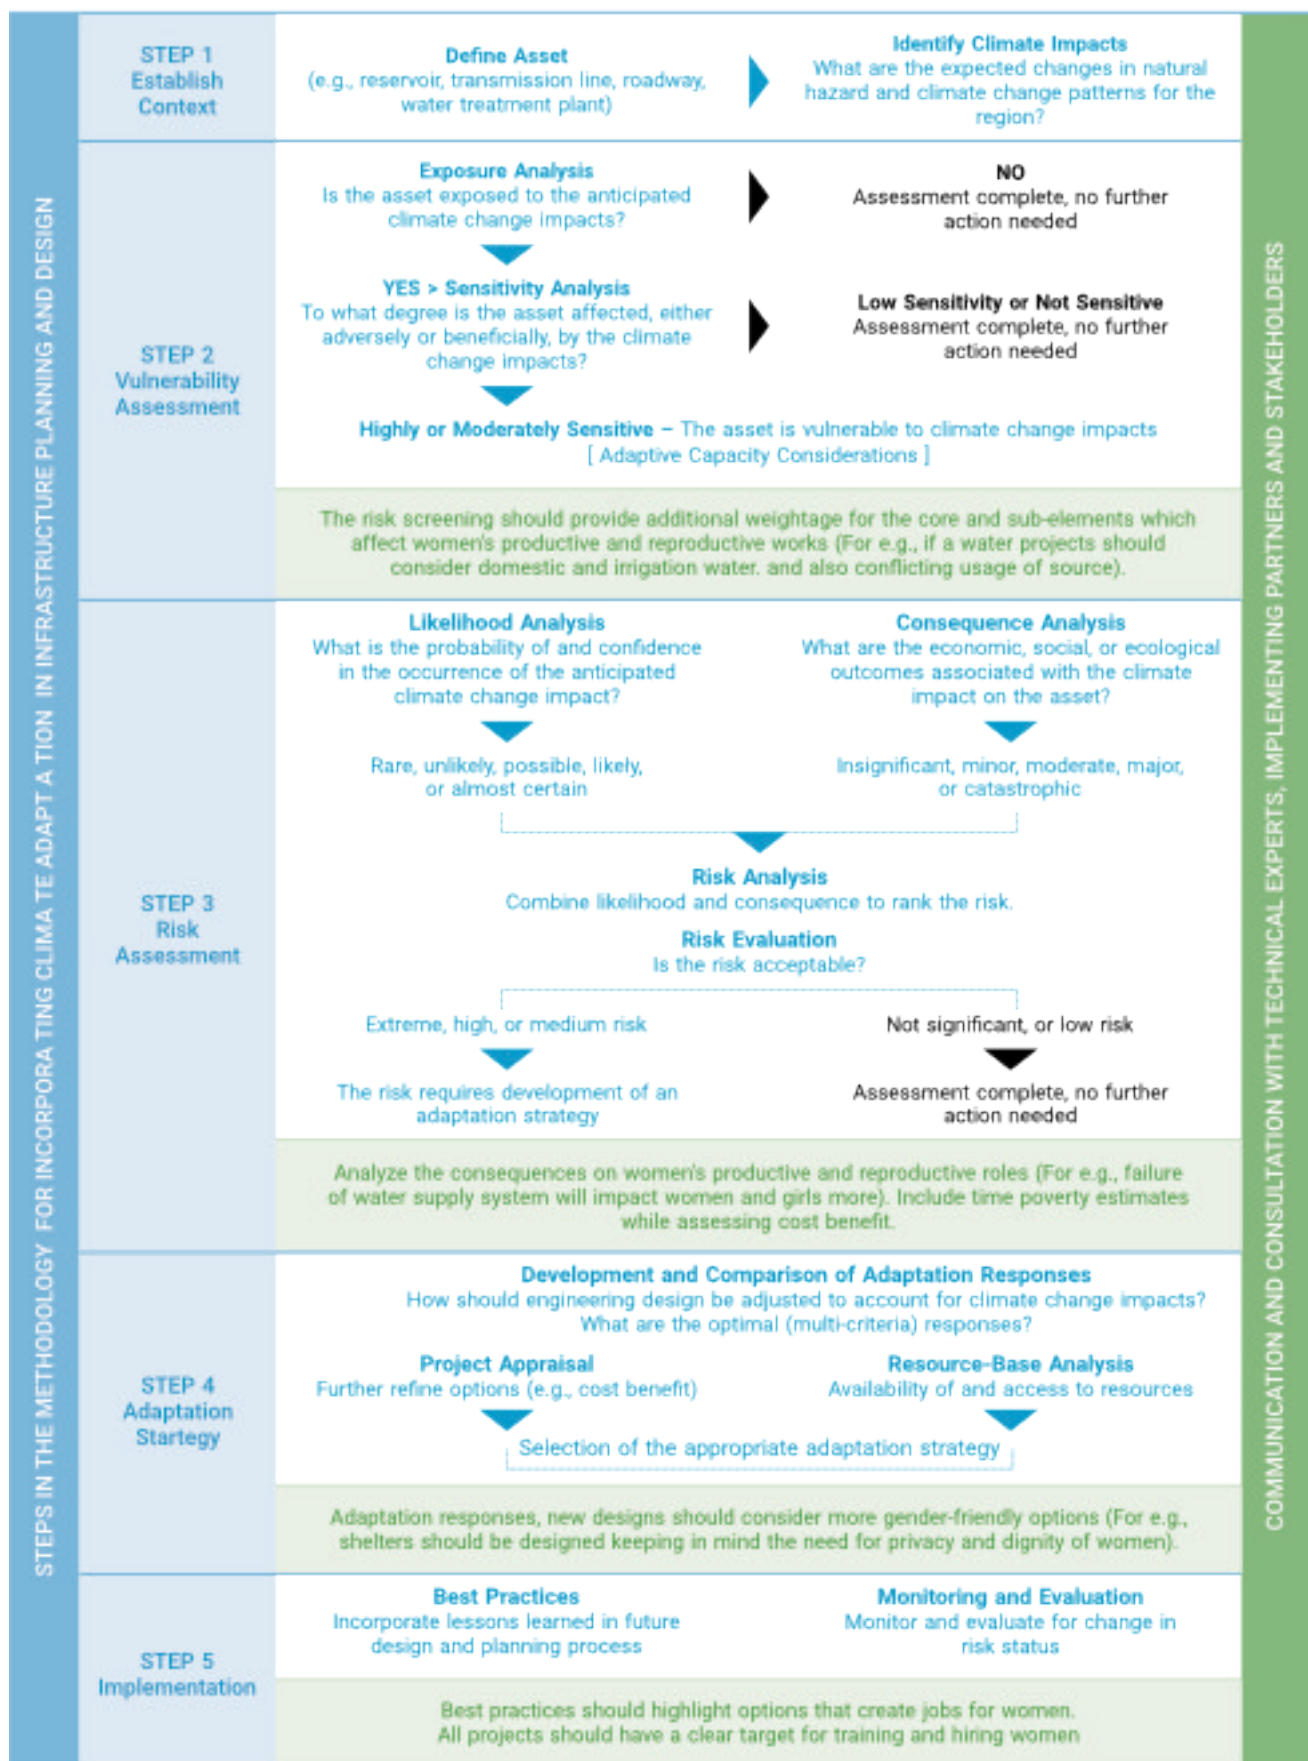 STEPS IN THE METHODOLOGY FOR INCORPORA TING CLIMA TE ADAPT A TION IN INFRASTRUCTURE PLANNING AND DESIGN
STEP 1
Establish
Context
Define Asset
(e.g., reservoir, transmission line, roadway,
water treatment plant)
Identify Climate Impacts
What are the expected changes in natural
hazard and climate change patterns for the
region?
STEP 2
Vulnerability
Assessment
Exposure Analysis
Is the asset exposed to the anticipated
climate change impacts?
NO
Assessment complete, no further
action needed
YES > Sensitivity Analysis
To what degree is the asset affected, either
adversely or beneficially, by the climate
change impacts?
Low Sensitivity or Not Sensitive
Assessment complete, no further
action needed
Highly or Moderately Sensitive – The asset is vulnerable to climate change impacts
[ Adaptive Capacity Considerations ]
The risk screening should provide additional weightage for the core and sub-elements which
affect women's productive and reproductive works (For e.g., if a water projects should
consider domestic and irrigation water. and also conflicting usage of source).
STEP 3
Risk
Assessment
Likelihood Analysis
What is the probability of and confidence
in the occurrence of the anticipated
climate change impact?
Rare, unlikely, possible, likely,
or almost certain
Consequence Analysis
What are the economic, social, or ecological
outcomes associated with the climate
impact on the asset?
Insignificant, minor, moderate, major,
or catastrophic
Risk Analysis
Combine likelihood and consequence to rank the risk.
Risk Evaluation
Is the risk acceptable?
Extreme, high, or medium risk
The risk requires development of an
adaptation strategy
Not significant, or low risk
Assessment complete, no further
action needed
Analyze the consequences on women's productive and reproductive roles (For e.g., failure
of water supply system will impact women and girls more). Include time poverty estimates
while assessing cost benefit.
STEP 4
Adaptation
Startegy
Development and Comparison of Adaptation Responses
How should engineering design be adjusted to account for climate change impacts?
What are the optimal (multi-criteria) responses?
Project Appraisal
Further refine options (e.g., cost benefit)
Resource-Base Analysis
Availability of and access to resources
Selection of the appropriate adaptation strategy
Adaptation responses, new designs should consider more gender-friendly options (For e.g.,
shelters should be designed keeping in mind the need for privacy and dignity of women).
STEP 5
Implementation
Best Practices
Incorporate lessons learned in future
design and planning process
Monitoring and Evaluation
Monitor and evaluate for change in
risk status
Best practices should highlight options that create jobs for women.
All projects should have a clear target for training and hiring women
COMMUNICATION AND CONSULTATION WITH TECHNICAL EXPERTS, IMPLEMENTING PARTNERS AND STAKEHOLDERS